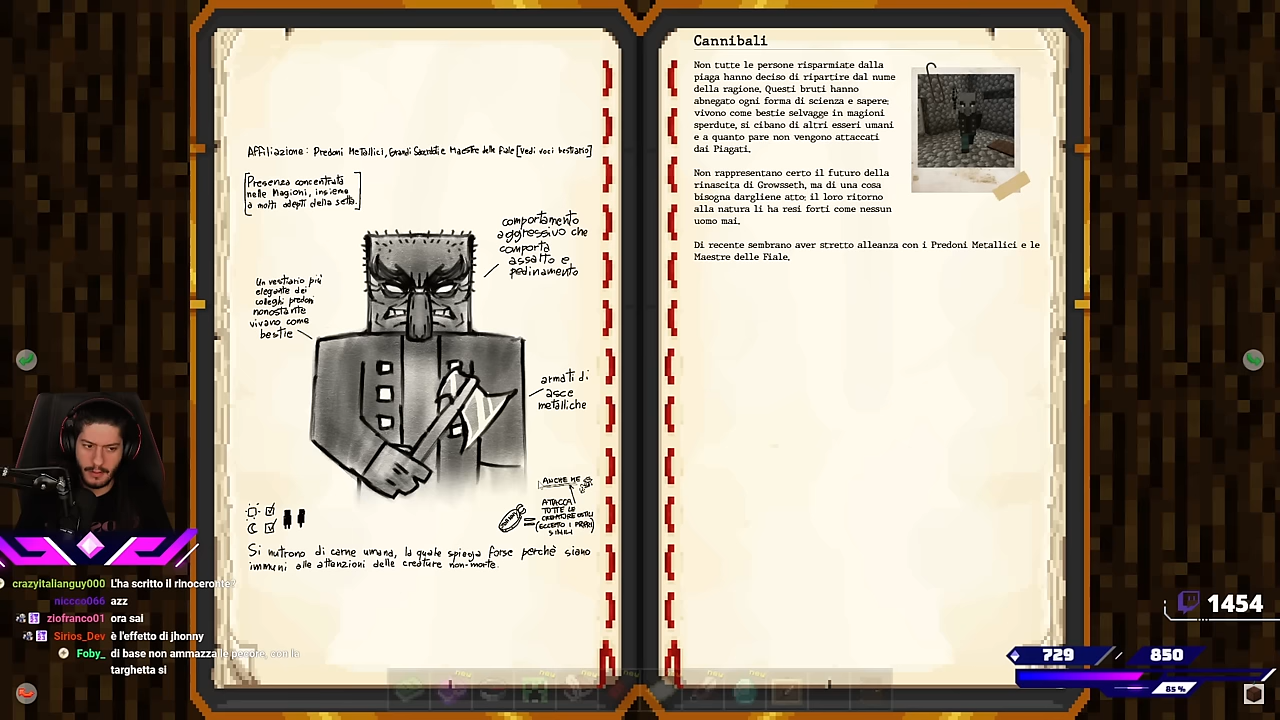 Affiliazione: Predoni Metallici, Grandi Sacerdoti e Maestre delle Fiale [vedi voci bestiario]
Presenza concentrata
nelle Magioni, insieme
a molti adepti della setta.
comportamento
aggressivo che
comporta
assalto e
pedinamento
Un vestiario più
elegante dei
colleghi predoni
nonostante
vivano come
bestie
armati di
asce
metalliche
ANCHE ME
ATTACCA
TUTTE LE
CREATURE OSTILI
(ECCETTO I PROPRI
SIMILI)
=
Si nutrono di carne umana, la quale spiega forse perchè siano
immuni alle attenzioni delle creature non-morte.
Cannibali
Non tutte le persone risparmiate dalla
piaga hanno deciso di ripartire dal nume
della ragione. Questi bruti hanno
abnegato ogni forma di scienza e sapere;
vivono come bestie selvagge in magioni
sperdute, si cibano di altri esseri umani
e a quanto pare non vengono attaccati
dai Piagati.
Non rappresentano certo il futuro della
rinascita di Growsseth, ma di una cosa
bisogna dargliene atto: il loro ritorno
alla natura li ha resi forti come nessun
uomo mai.
Di recente sembrano aver stretto alleanza con i Predoni Metallici e le
Maestre delle Fiale.
crazyitalianguy000 L'ha scritto il rinoceronte?
niccco066 azz
ziofranco01 ora sai
Sirios_Dev è l'effetto di jhonny
Foby_ di base non ammazza le pecore, con la
targhetta si
1454
729 / 850
85 %